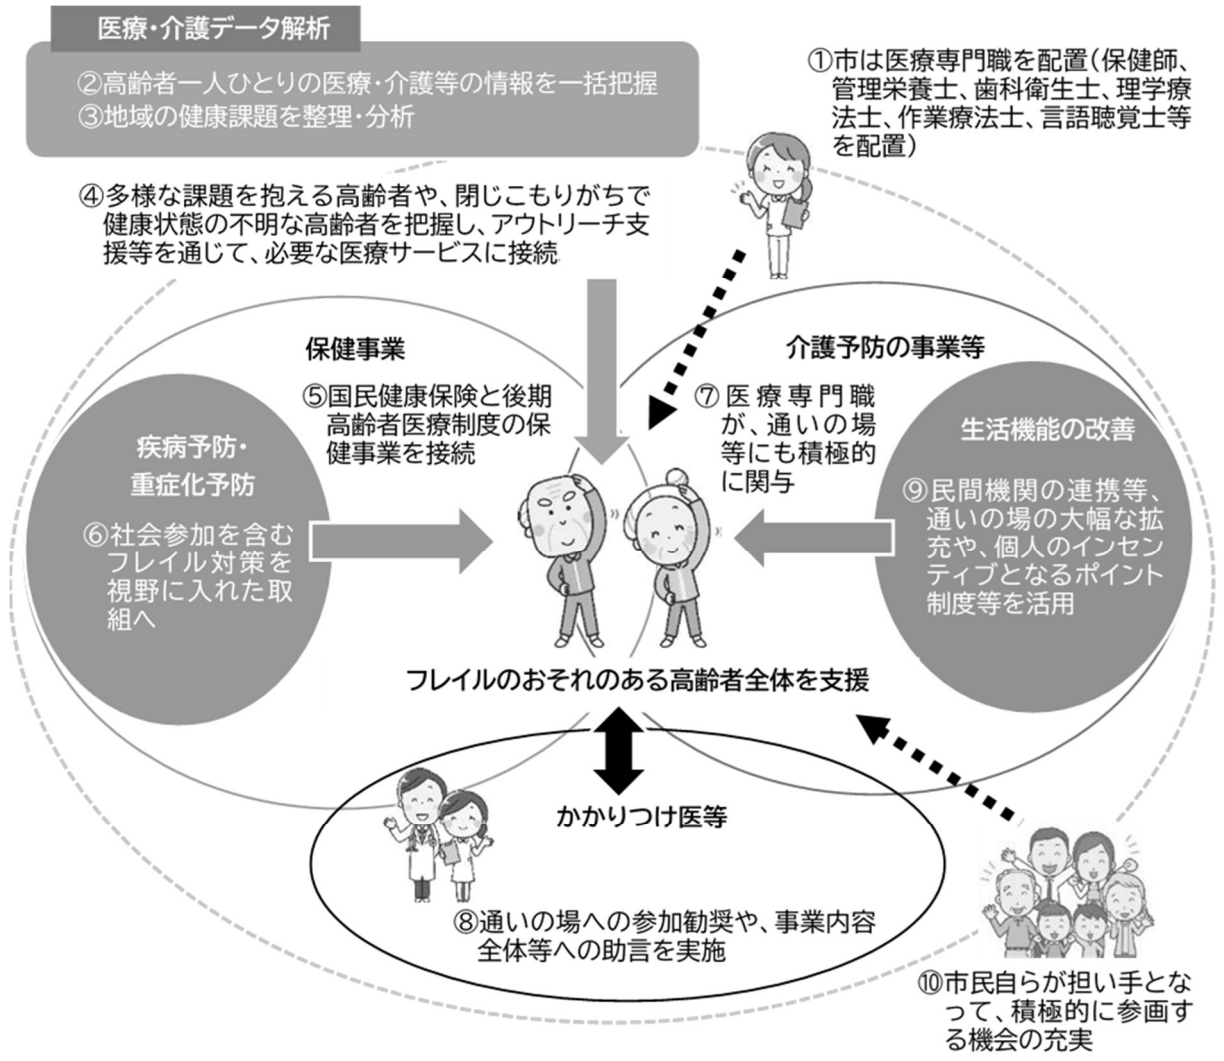 医療・介護データ解析
②高齢者一人ひとりの医療・介護等の情報を一括把握
③地域の健康課題を整理・分析
①市は医療専門職を配置(保健師、
管理栄養士、歯科衛生士、理学療
法士、作業療法士、言語聴覚士等
を配置)
④多様な課題を抱える高齢者や、閉じこもりがちで
健康状態の不明な高齢者を把握し、アウトリーチ支
援等を通じて、必要な医療サービスに接続
保健事業
⑤国民健康保険と後期
高齢者医療制度の保
健事業を接続
疾病予防・
重症化予防
⑥社会参加を含む
フレイル対策を
視野に入れた取
組へ
介護予防の事業等
⑦医療専門職
が、通いの場
等にも積極的
に関与
生活機能の改善
⑨民間機関の連携等、
通いの場の大幅な拡
充や、個人のインセン
ティブとなるポイント
制度等を活用
フレイルのおそれのある高齢者全体を支援
かかりつけ医等
⑧通いの場への参加勧奨や、事業内容
全体等への助言を実施
⑩市民自らが担い手とな
って、積極的に参画す
る機会の充実